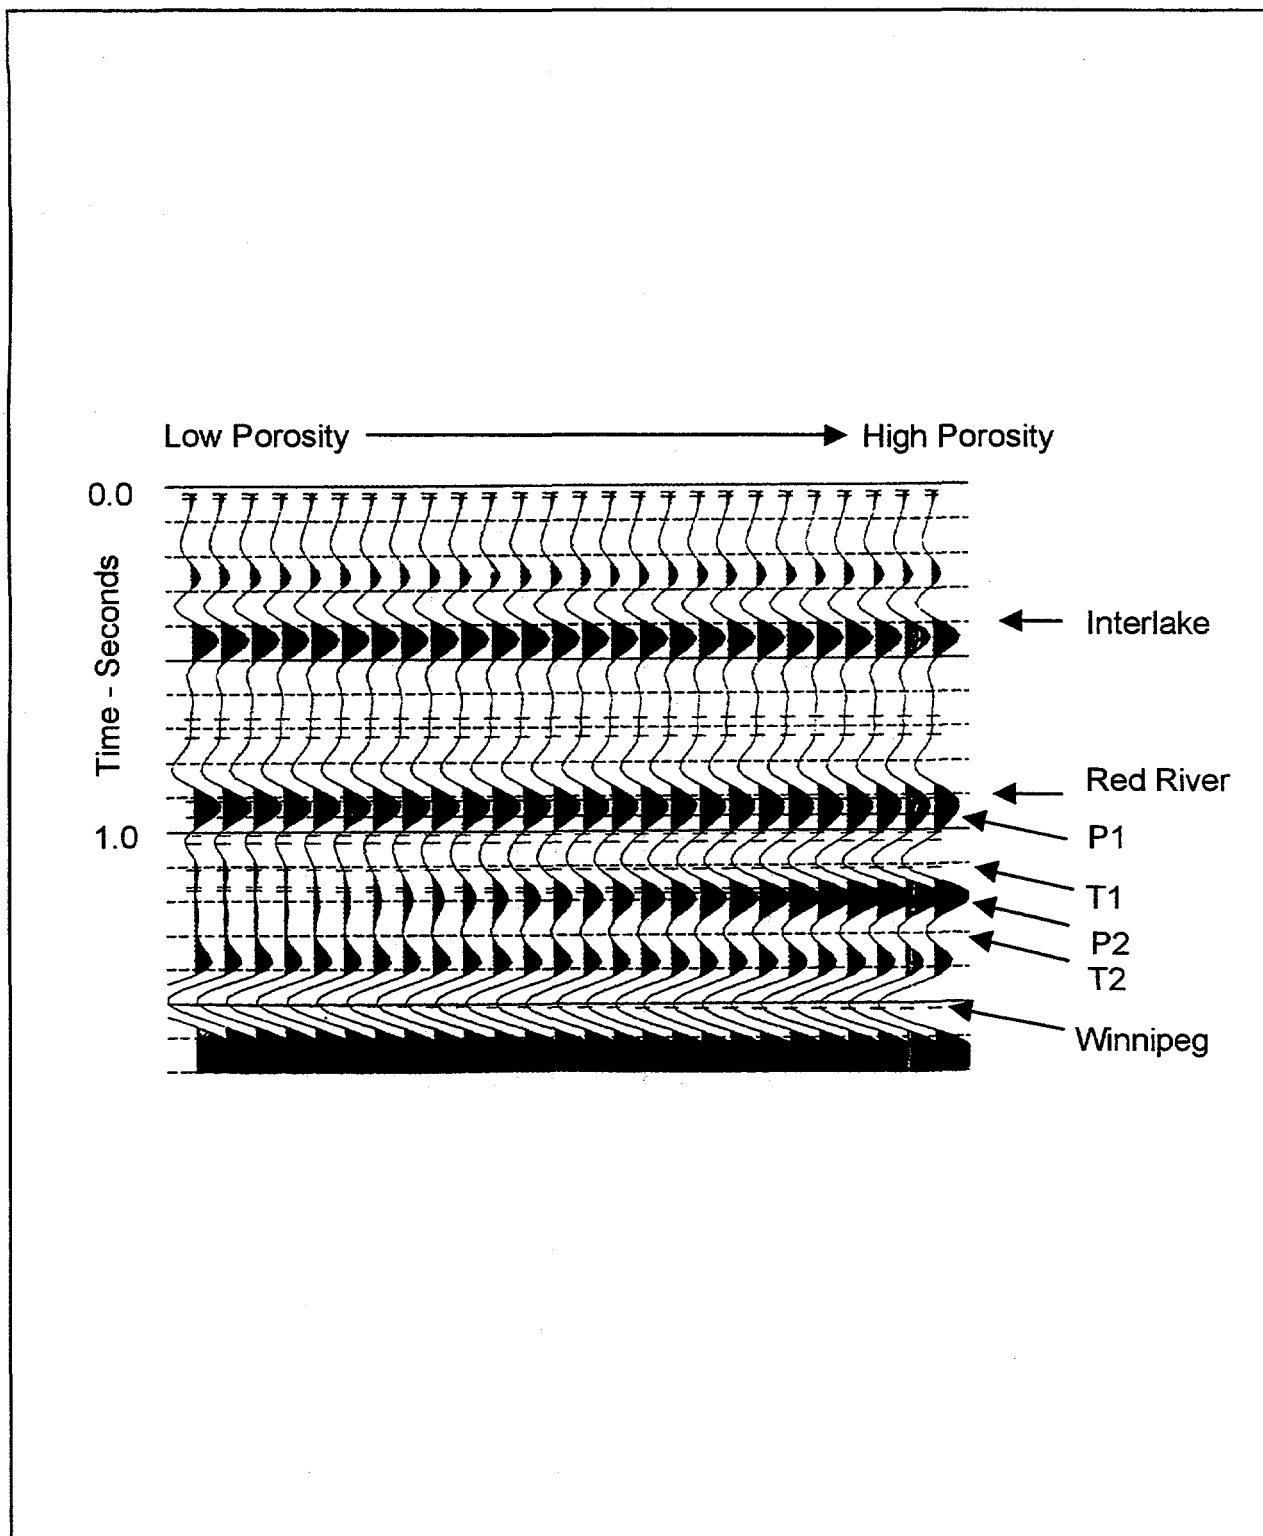 Low Porosity High Porosity
0.0
Time - Seconds
Interlake
Red River
1.0
P1
T1
P2
T2
Winnipeg